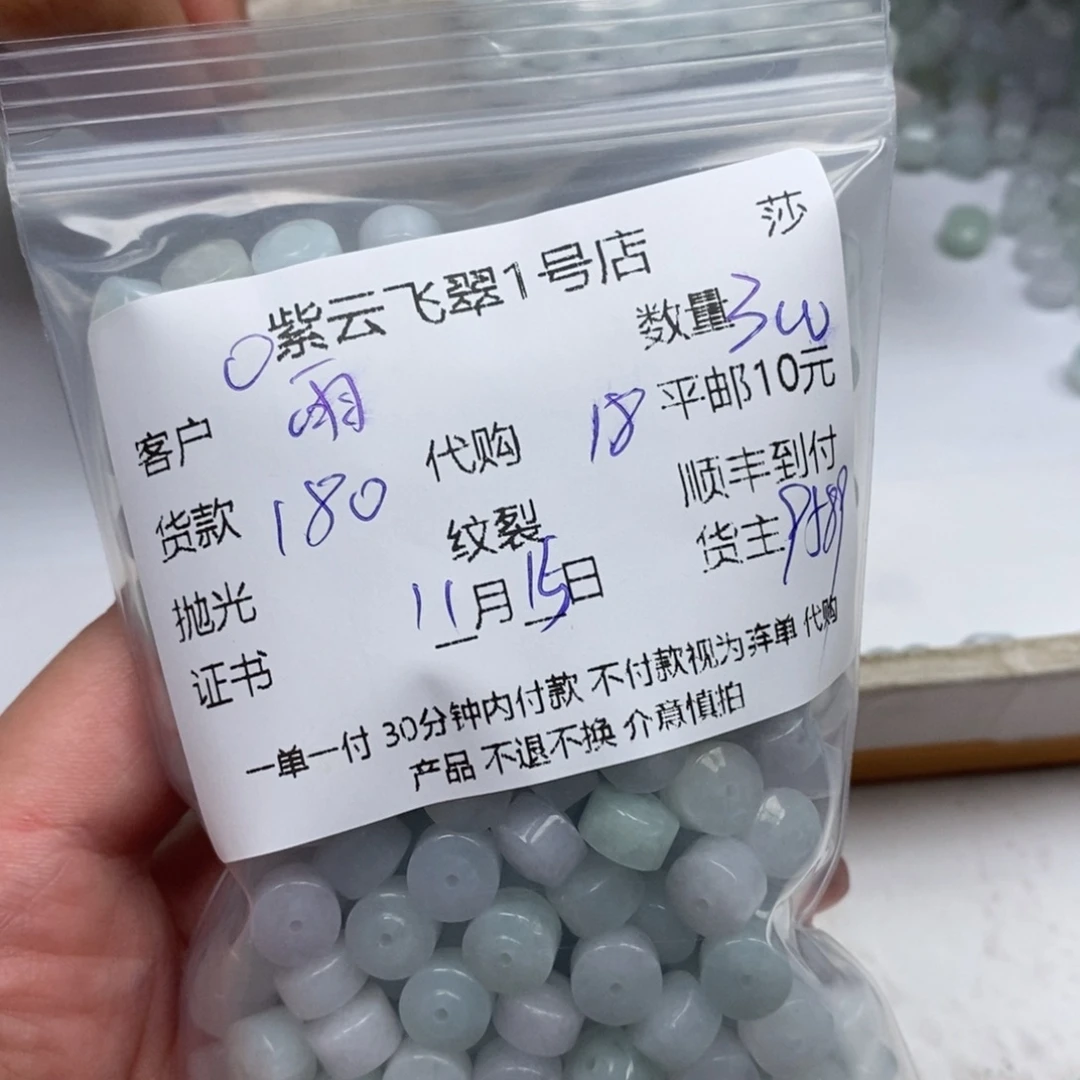 莎
紫云飞翠1号店
数量 300
客户 代购 18 平邮10元
货款 180 纹裂 顺丰到付
抛光 11月15日 货主
证书
一单一付 30分钟内付款 不付款视为弃单 代购
产品 不退不换 介意慎拍